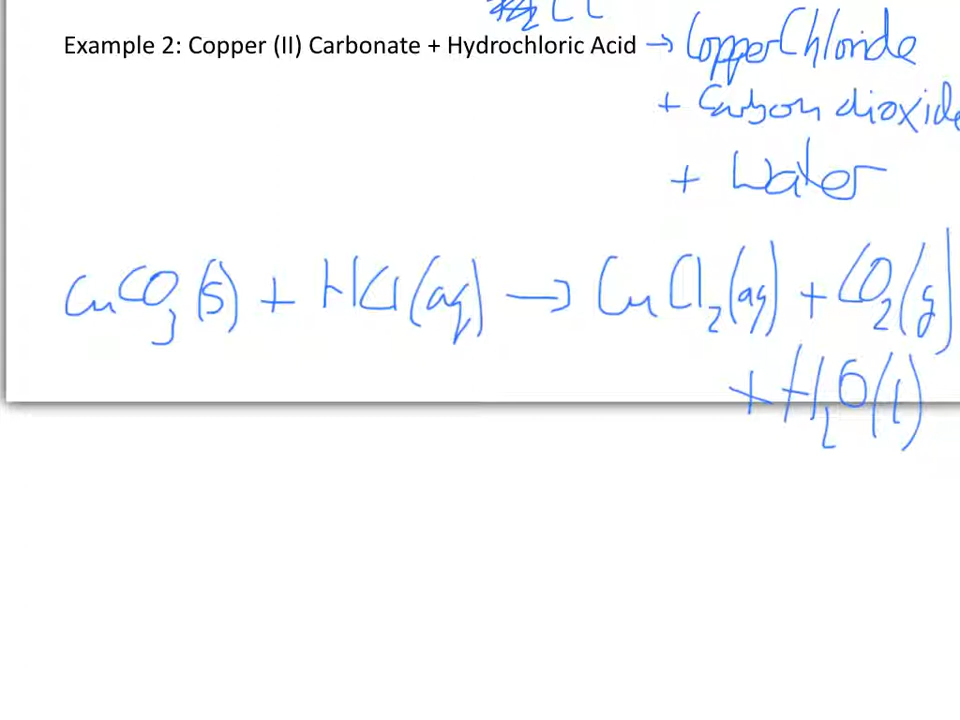 Example 2: Copper (II) Carbonate + Hydrochloric Acid → Copper Chloride
+ Carbon dioxide
+ Water
CuCO₃(s) + HCl(aq) → CuCl₂(aq) + CO₂(g)
+ H₂O(l)